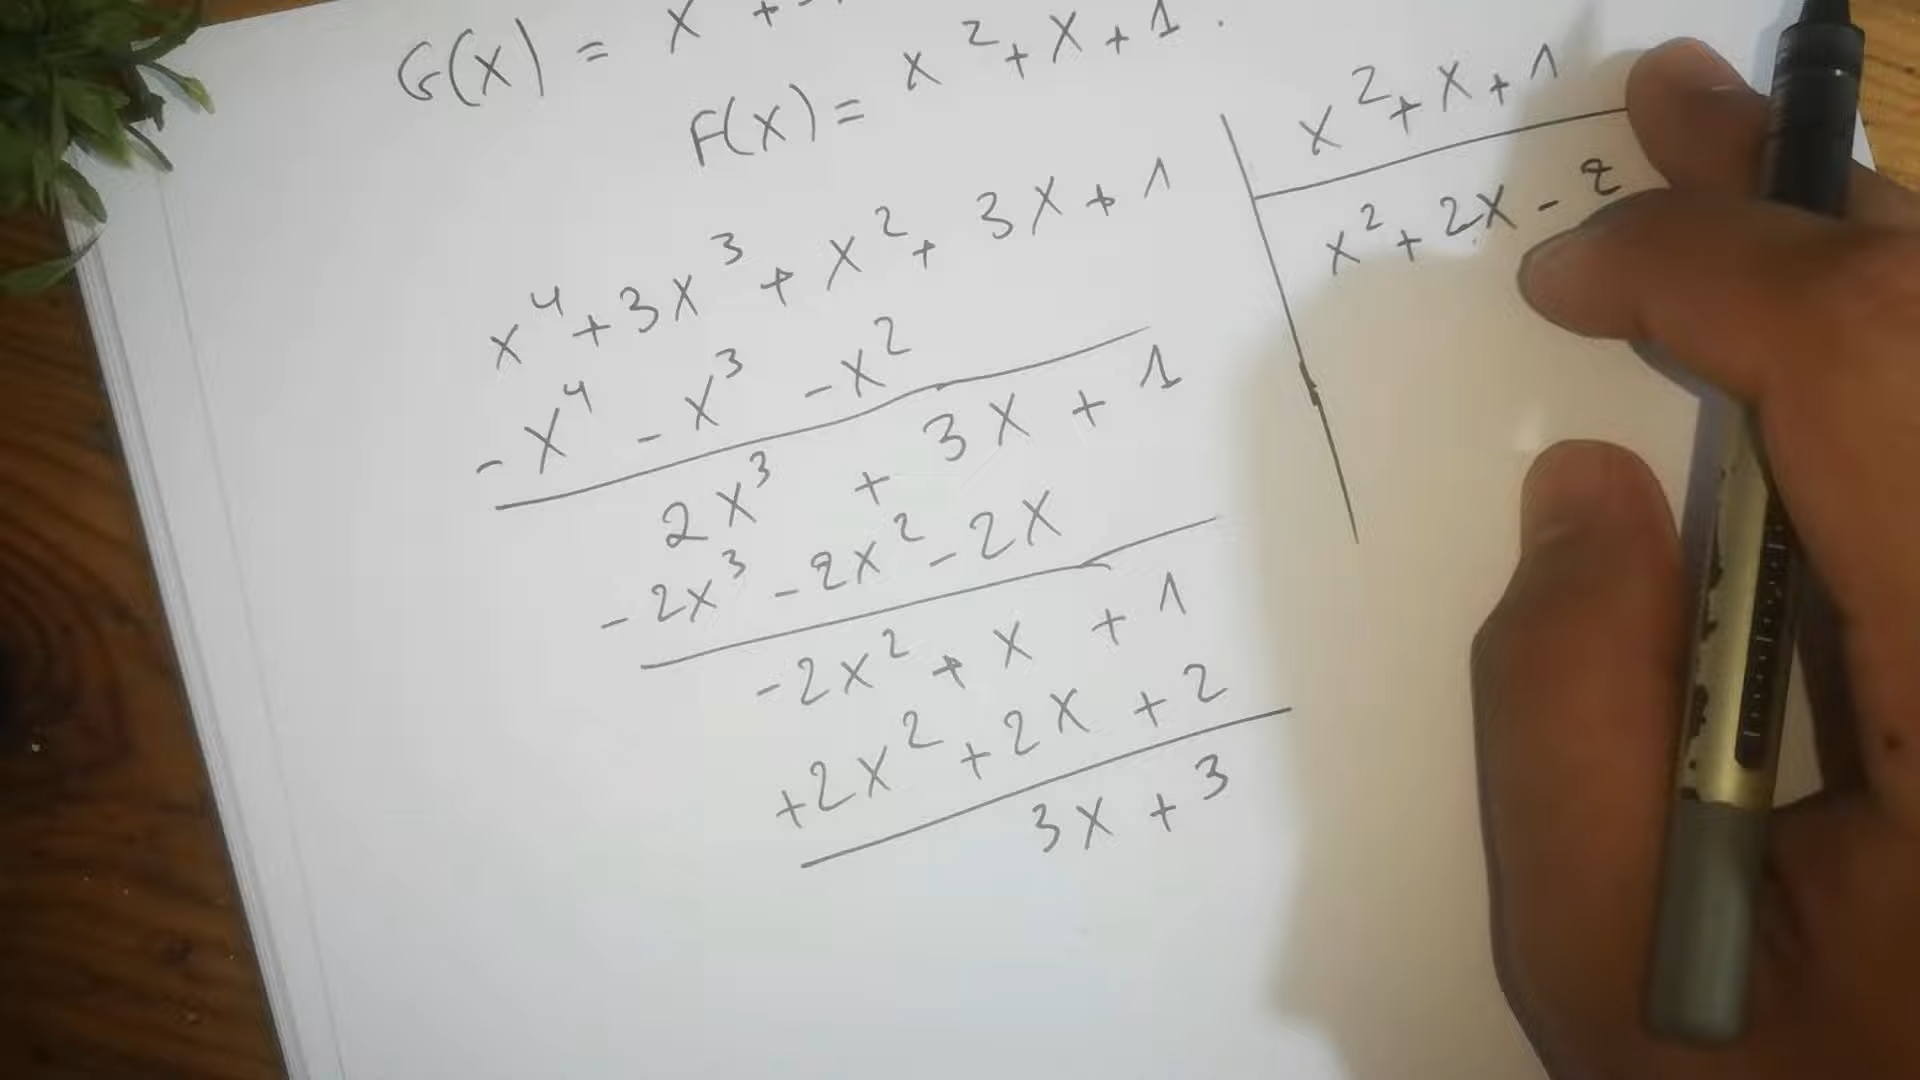 G(x) = x +
F(x) = x² + x + 1 .
x⁴ + 3x³ + x² + 3x + 1
- x⁴ - x³ - x²
2x³ + 3x + 1
- 2x³ - 2x² - 2x
- 2x² + x + 1
+ 2x² + 2x + 2
3x + 3
x² + x + 1
x² + 2x - 2